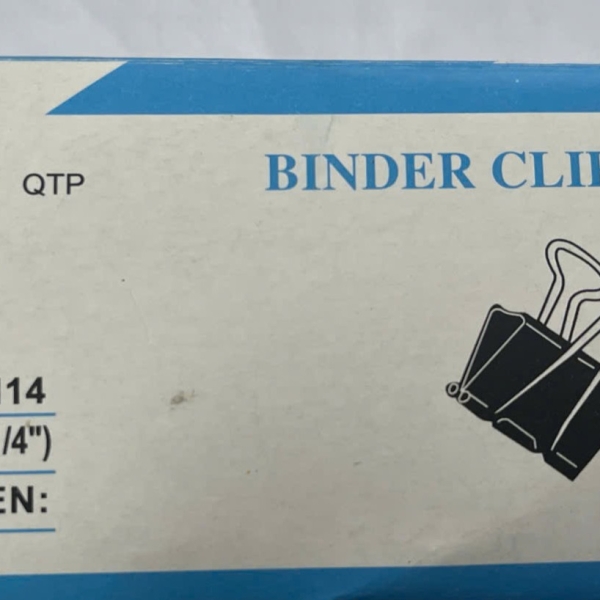 QTP
BINDER CLI
114
/4")
EN: